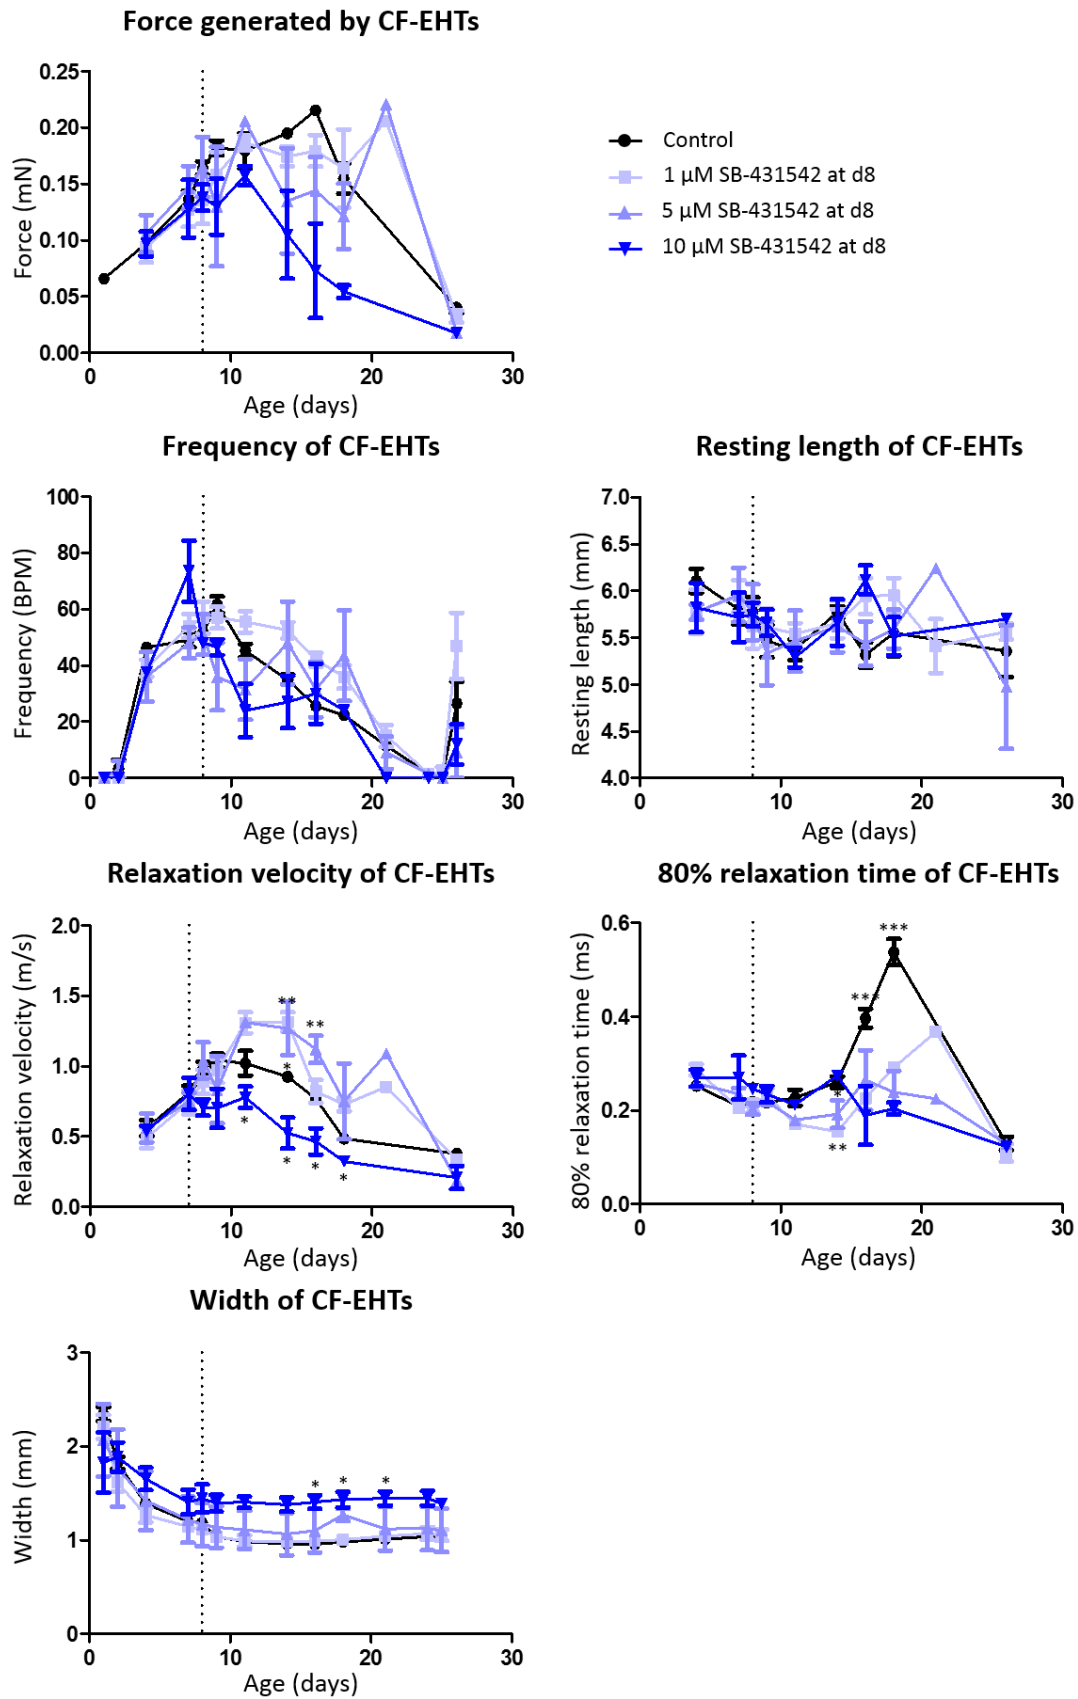 Force generated by CF-EHTs
Force (mN)
0.25
0.20
0.15
0.10
0.05
0.00
0 10 20 30
Age (days)
Control
1 µM SB-431542 at d8
5 µM SB-431542 at d8
10 µM SB-431542 at d8
Frequency of CF-EHTs
Frequency (BPM)
100
80
60
40
20
0
0 10 20 30
Age (days)
Resting length of CF-EHTs
Resting length (mm)
7.0
6.5
6.0
5.5
5.0
4.5
4.0
0 10 20 30
Age (days)
Relaxation velocity of CF-EHTs
Relaxation velocity (m/s)
2.0
1.5
1.0
0.5
0.0
** **
*
* * * *
0 10 20 30
Age (days)
80% relaxation time of CF-EHTs
80% relaxation time (ms)
0.6
0.4
0.2
0.0
***
***
*
**
0 10 20 30
Age (days)
Width of CF-EHTs
Width (mm)
3
2
1
0
* * *
0 10 20 30
Age (days)